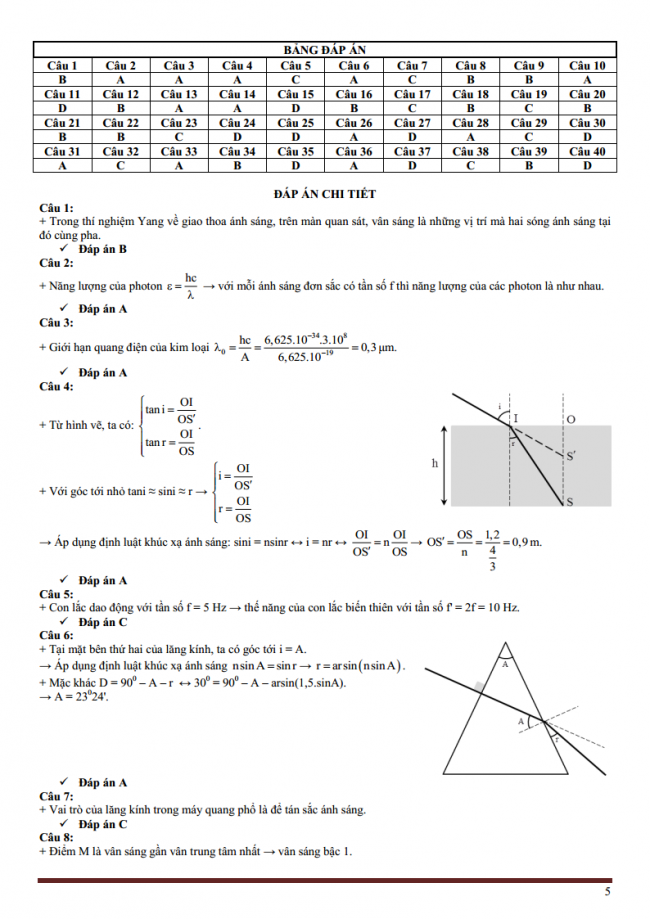 BẢNG ĐÁP ÁN
Câu 1 Câu 2 Câu 3 Câu 4 Câu 5 Câu 6 Câu 7 Câu 8 Câu 9 Câu 10
B A A A C A C B B A
Câu 11 Câu 12 Câu 13 Câu 14 Câu 15 Câu 16 Câu 17 Câu 18 Câu 19 Câu 20
D B A A D B C B C B
Câu 21 Câu 22 Câu 23 Câu 24 Câu 25 Câu 26 Câu 27 Câu 28 Câu 29 Câu 30
B B C D D A D A C D
Câu 31 Câu 32 Câu 33 Câu 34 Câu 35 Câu 36 Câu 37 Câu 38 Câu 39 Câu 40
A C A B D A D C B D
ĐÁP ÁN CHI TIẾT
Câu 1:
+ Trong thí nghiệm Yang về giao thoa ánh sáng, trên màn quan sát, vân sáng là những vị trí mà hai sóng ánh sáng tại
đó cùng pha.
✓ Đáp án B
Câu 2:
+ Năng lượng của photon ε = hc/λ → với mỗi ánh sáng đơn sắc có tần số f thì năng lượng của các photon là như nhau.
✓ Đáp án A
Câu 3:
+ Giới hạn quang điện của kim loại λ₀ = hc/A = 6,625.10⁻³⁴.3.10⁸/6,625.10⁻¹⁹ = 0,3 μm.
✓ Đáp án A
Câu 4:
+ Từ hình vẽ, ta có: { tan i = OI/OS′
tan r = OI/OS .
+ Với góc tới nhỏ tani ≈ sini ≈ r → { i = OI/OS′
r = OI/OS
i
I
O
r
S′
h
S
→ Áp dụng định luật khúc xạ ánh sáng: sini = nsinr ↔ i = nr ↔ OI/OS′ = n OI/OS → OS′ = OS/n = 1,2/(4/3) = 0,9 m.
✓ Đáp án A
Câu 5:
+ Con lắc dao động với tần số f = 5 Hz → thế năng của con lắc biến thiên với tần số f' = 2f = 10 Hz.
✓ Đáp án C
Câu 6:
+ Tại mặt bên thứ hai của lăng kính, ta có góc tới i = A.
→ Áp dụng định luật khúc xạ ánh sáng n sin A = sin r → r = ar sin(n sin A).
+ Mặc khác D = 90⁰ – A – r ↔ 30⁰ = 90⁰ – A – arsin(1,5.sinA).
→ A = 23⁰24'.
A
A
r
✓ Đáp án A
Câu 7:
+ Vai trò của lăng kính trong máy quang phổ là để tán sắc ánh sáng.
✓ Đáp án C
Câu 8:
+ Điểm M là vân sáng gần vân trung tâm nhất → vân sáng bậc 1.
5